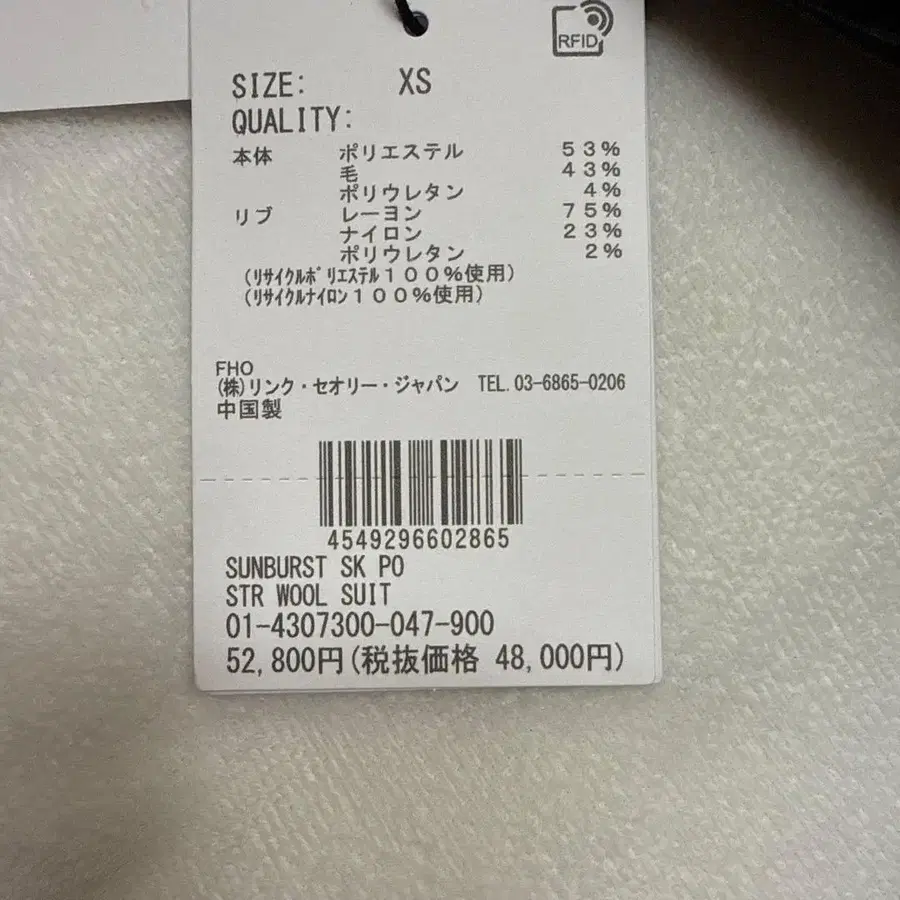 RFID
SIZE: XS
QUALITY:
本体 ポリエステル 53%
毛 43%
ポリウレタン 4%
リブ レーヨン 75%
ナイロン 23%
ポリウレタン 2%
(ﾘｻｲｸﾙﾎﾟﾘｴｽﾃﾙ100%使用)
(ﾘｻｲｸﾙﾅｲﾛﾝ100%使用)
FHO
(株)リンク・セオリー・ジャパン TEL.03-6865-0206
中国製
4549296602865
SUNBURST SK PO
STR WOOL SUIT
01-4307300-047-900
52,800円(税抜価格 48,000円)